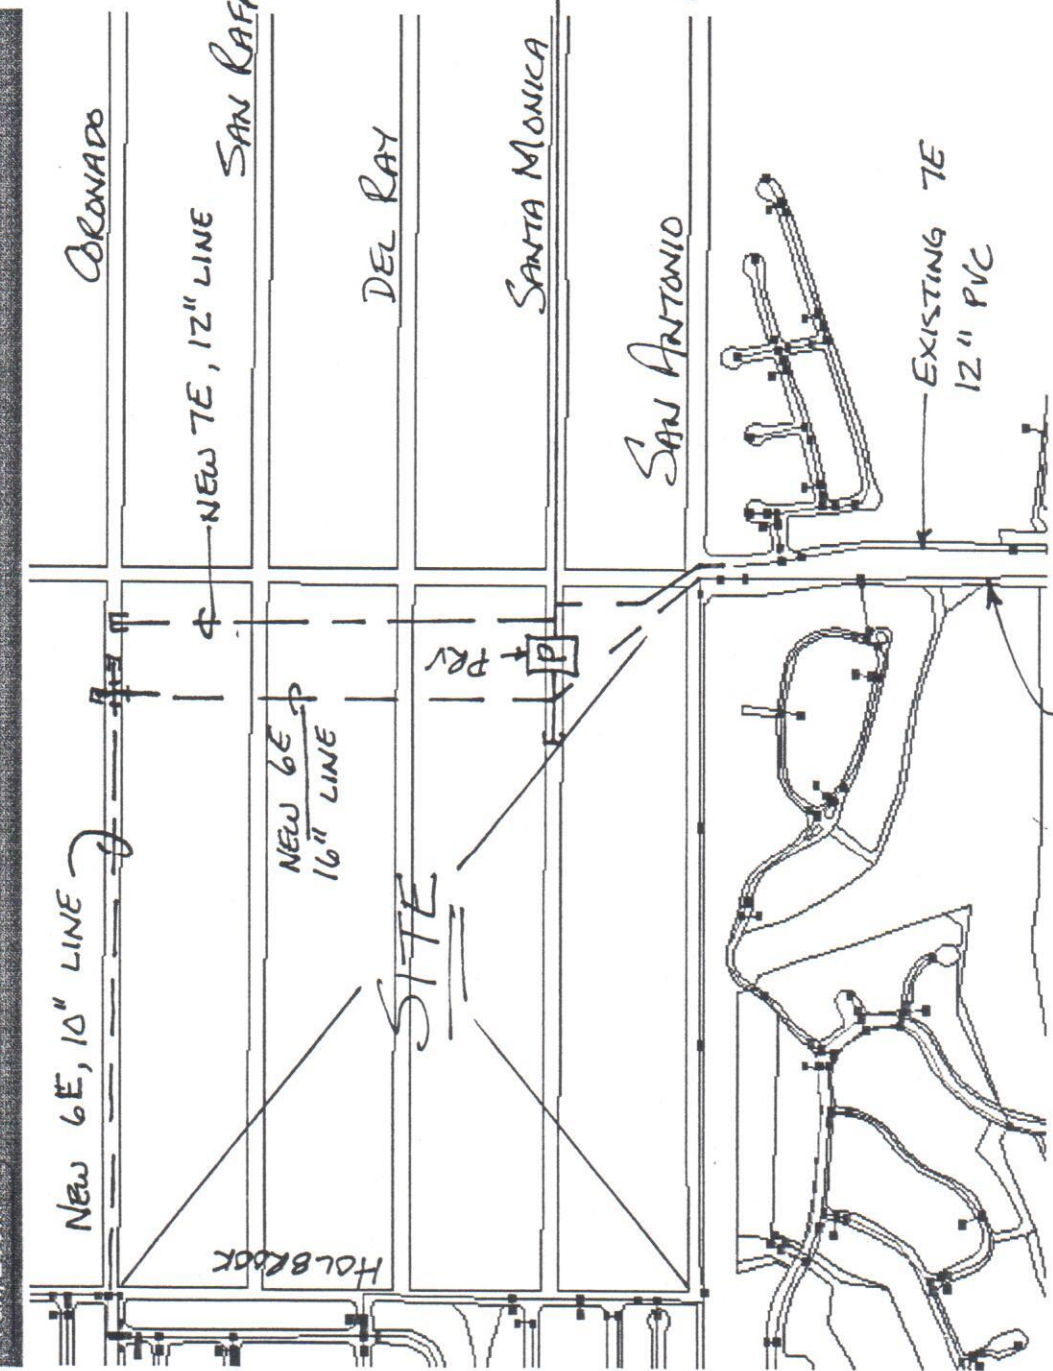 CORONADO
SAN RAFA
NEW 7E, 12" LINE
DEL RAY
SANTA MONICA
SAN ANTONIO
EXISTING 7E
12" PVC
PRV
P
NEW 6E
16" LINE
NEW 6E, 10" LINE
SITE
HOLBROOK